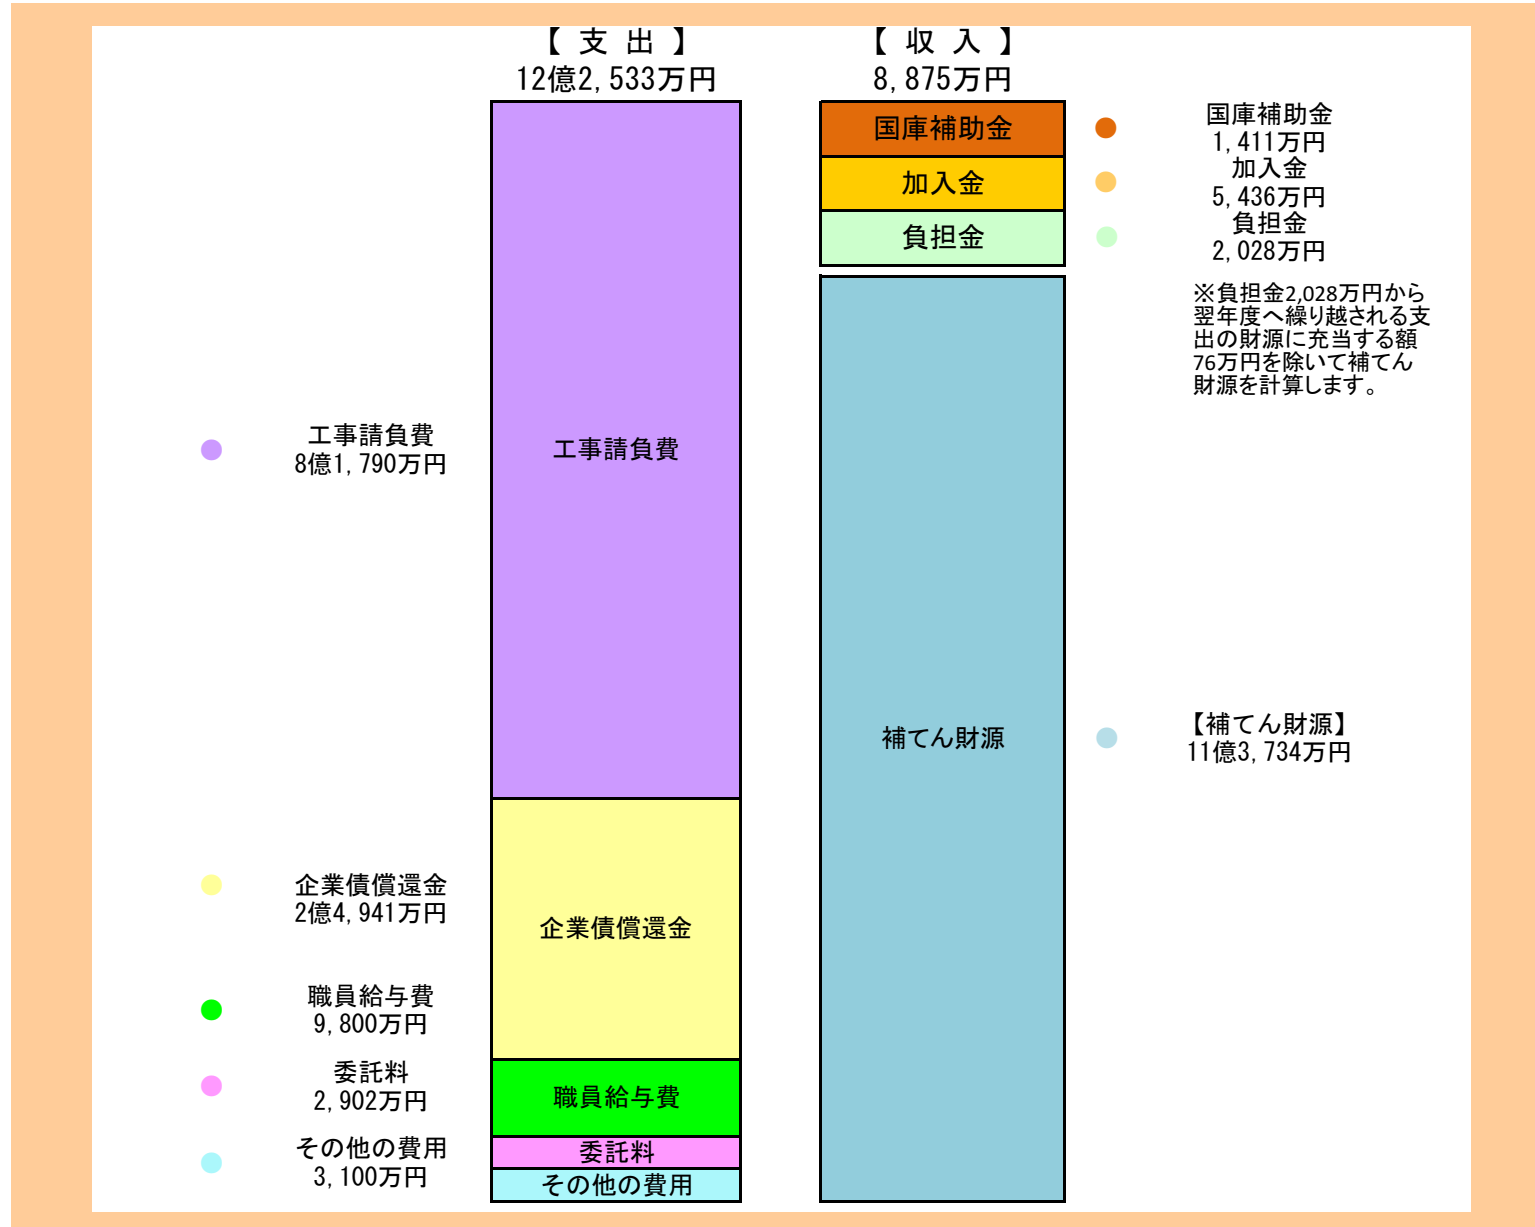 【 支 出 】
12億2,533万円
【 収 入 】
8,875万円
工事請負費
8億1,790万円
企業債償還金
2億4,941万円
職員給与費
9,800万円
委託料
2,902万円
その他の費用
3,100万円
工事請負費
企業債償還金
職員給与費
委託料
その他の費用
国庫補助金
加入金
負担金
補てん財源
国庫補助金
1,411万円
加入金
5,436万円
負担金
2,028万円
※負担金2,028万円から
翌年度へ繰り越される支
出の財源に充当する額
76万円を除いて補てん
財源を計算します。
【補てん財源】
11億3,734万円